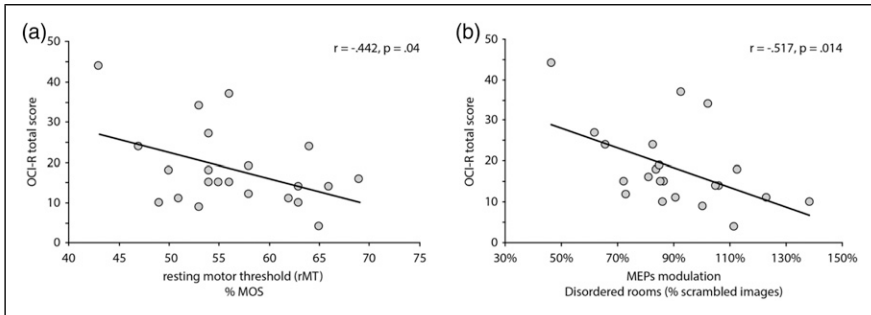 (a)
r = -.442, p = .04
OCI-R total score
50
40
30
20
10
0
40 45 50 55 60 65 70 75
resting motor threshold (rMT)
% MOS
(b)
r = -.517, p = .014
OCI-R total score
50
40
30
20
10
0
30% 50% 70% 90% 110% 130% 150%
MEPs modulation
Disordered rooms (% scrambled images)